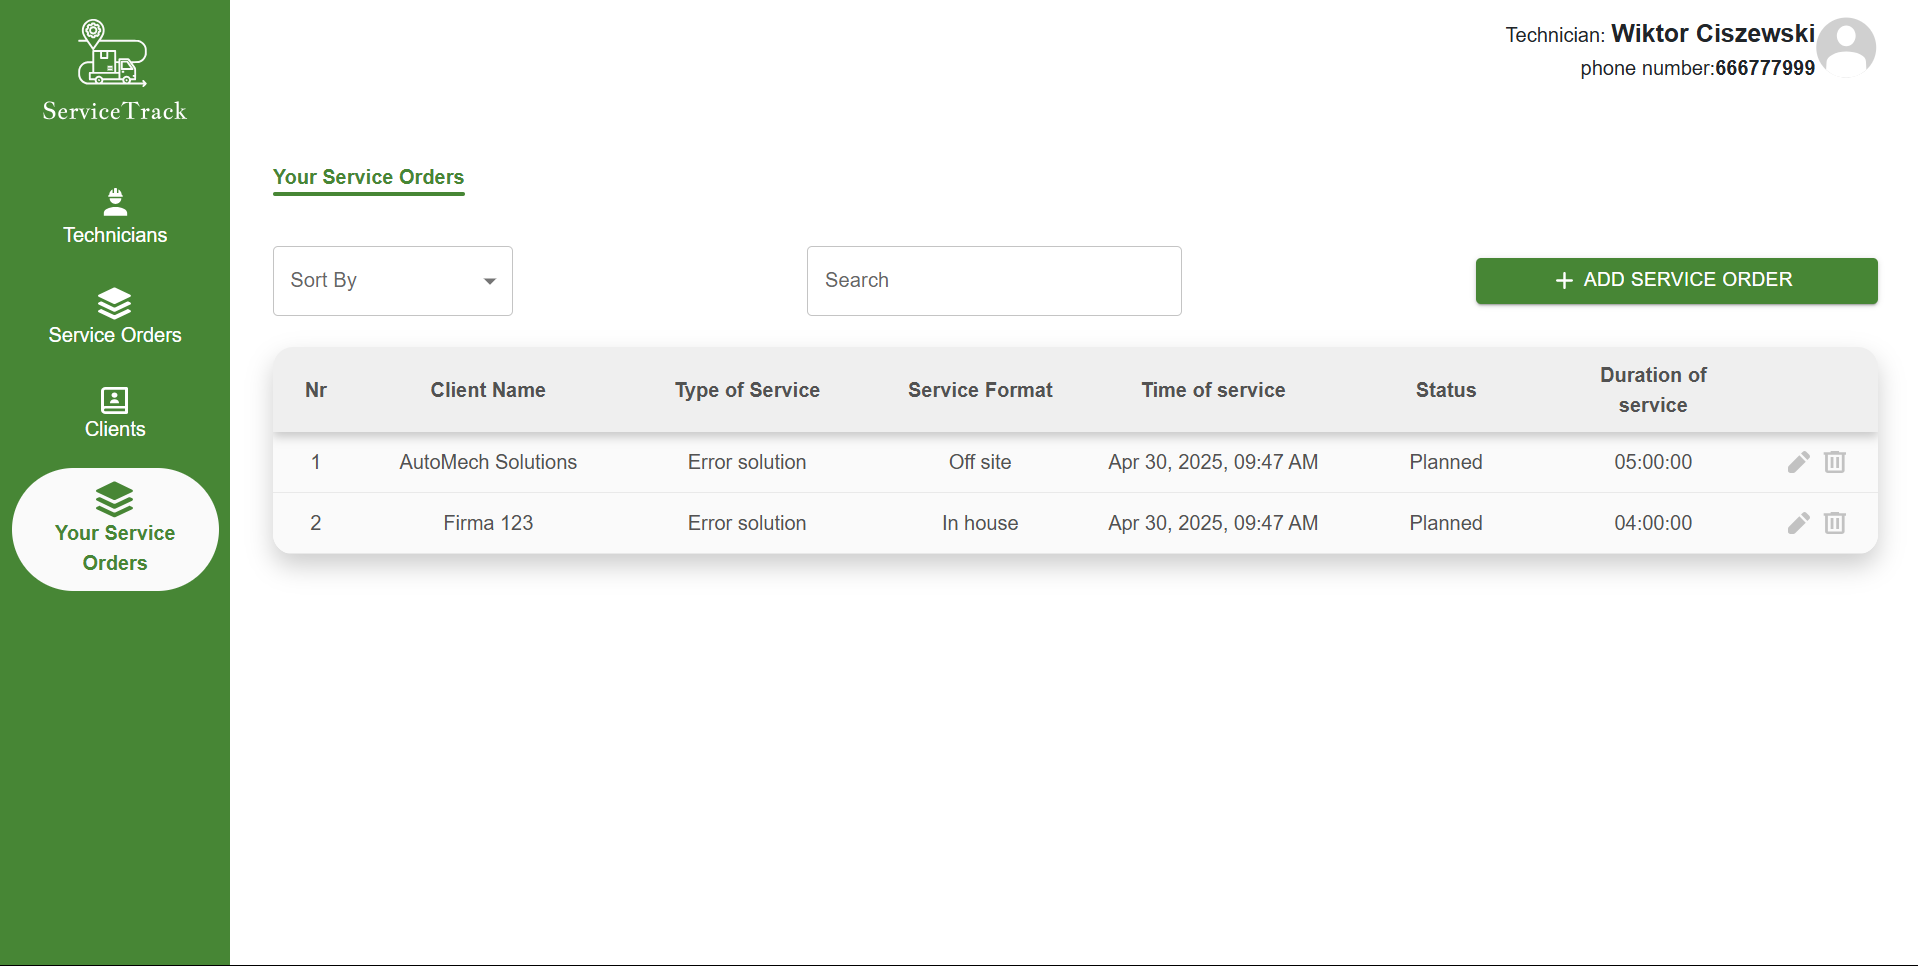 ServiceTrack
Technicians
Service Orders
Clients
Your Service
Orders
Technician: Wiktor Ciszewski
phone number:666777999
Your Service Orders
Sort By
Search
+ ADD SERVICE ORDER
Nr Client Name Type of Service Service Format Time of service Status Duration of
service
1 AutoMech Solutions Error solution Off site Apr 30, 2025, 09:47 AM Planned 05:00:00
2 Firma 123 Error solution In house Apr 30, 2025, 09:47 AM Planned 04:00:00